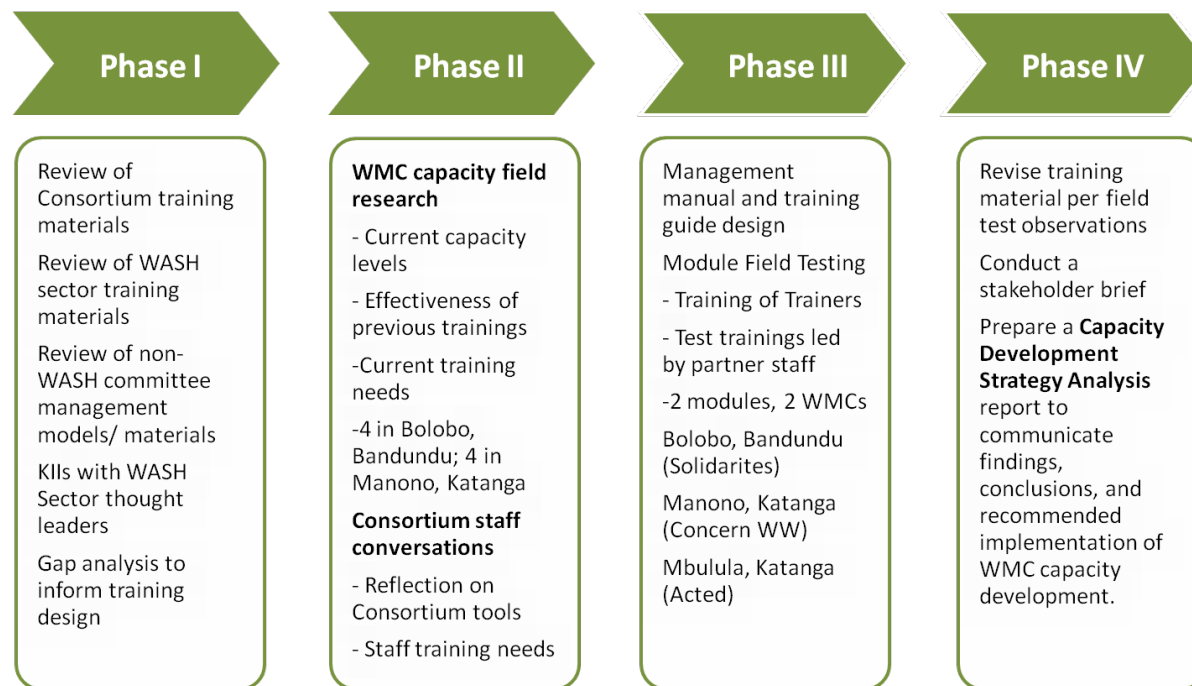 Phase I
Review of
Consortium training
materials
Review of WASH
sector training
materials
Review of non-
WASH committee
management
models/ materials
KIIs with WASH
Sector thought
leaders
Gap analysis to
inform training
design
Phase II
WMC capacity field
research
- Current capacity
levels
- Effectiveness of
previous trainings
-Current training
needs
-4 in Bolobo,
Bandundu; 4 in
Manono, Katanga
Consortium staff
conversations
- Reflection on
Consortium tools
- Staff training needs
Phase III
Management
manual and training
guide design
Module Field Testing
- Training of Trainers
- Test trainings led
by partner staff
-2 modules, 2 WMCs
Bolobo, Bandundu
(Solidarites)
Manono, Katanga
(Concern WW)
Mbulula, Katanga
(Acted)
Phase IV
Revise training
material per field
test observations
Conduct a
stakeholder brief
Prepare a Capacity
Development
Strategy Analysis
report to
communicate
findings,
conclusions, and
recommended
implementation of
WMC capacity
development.